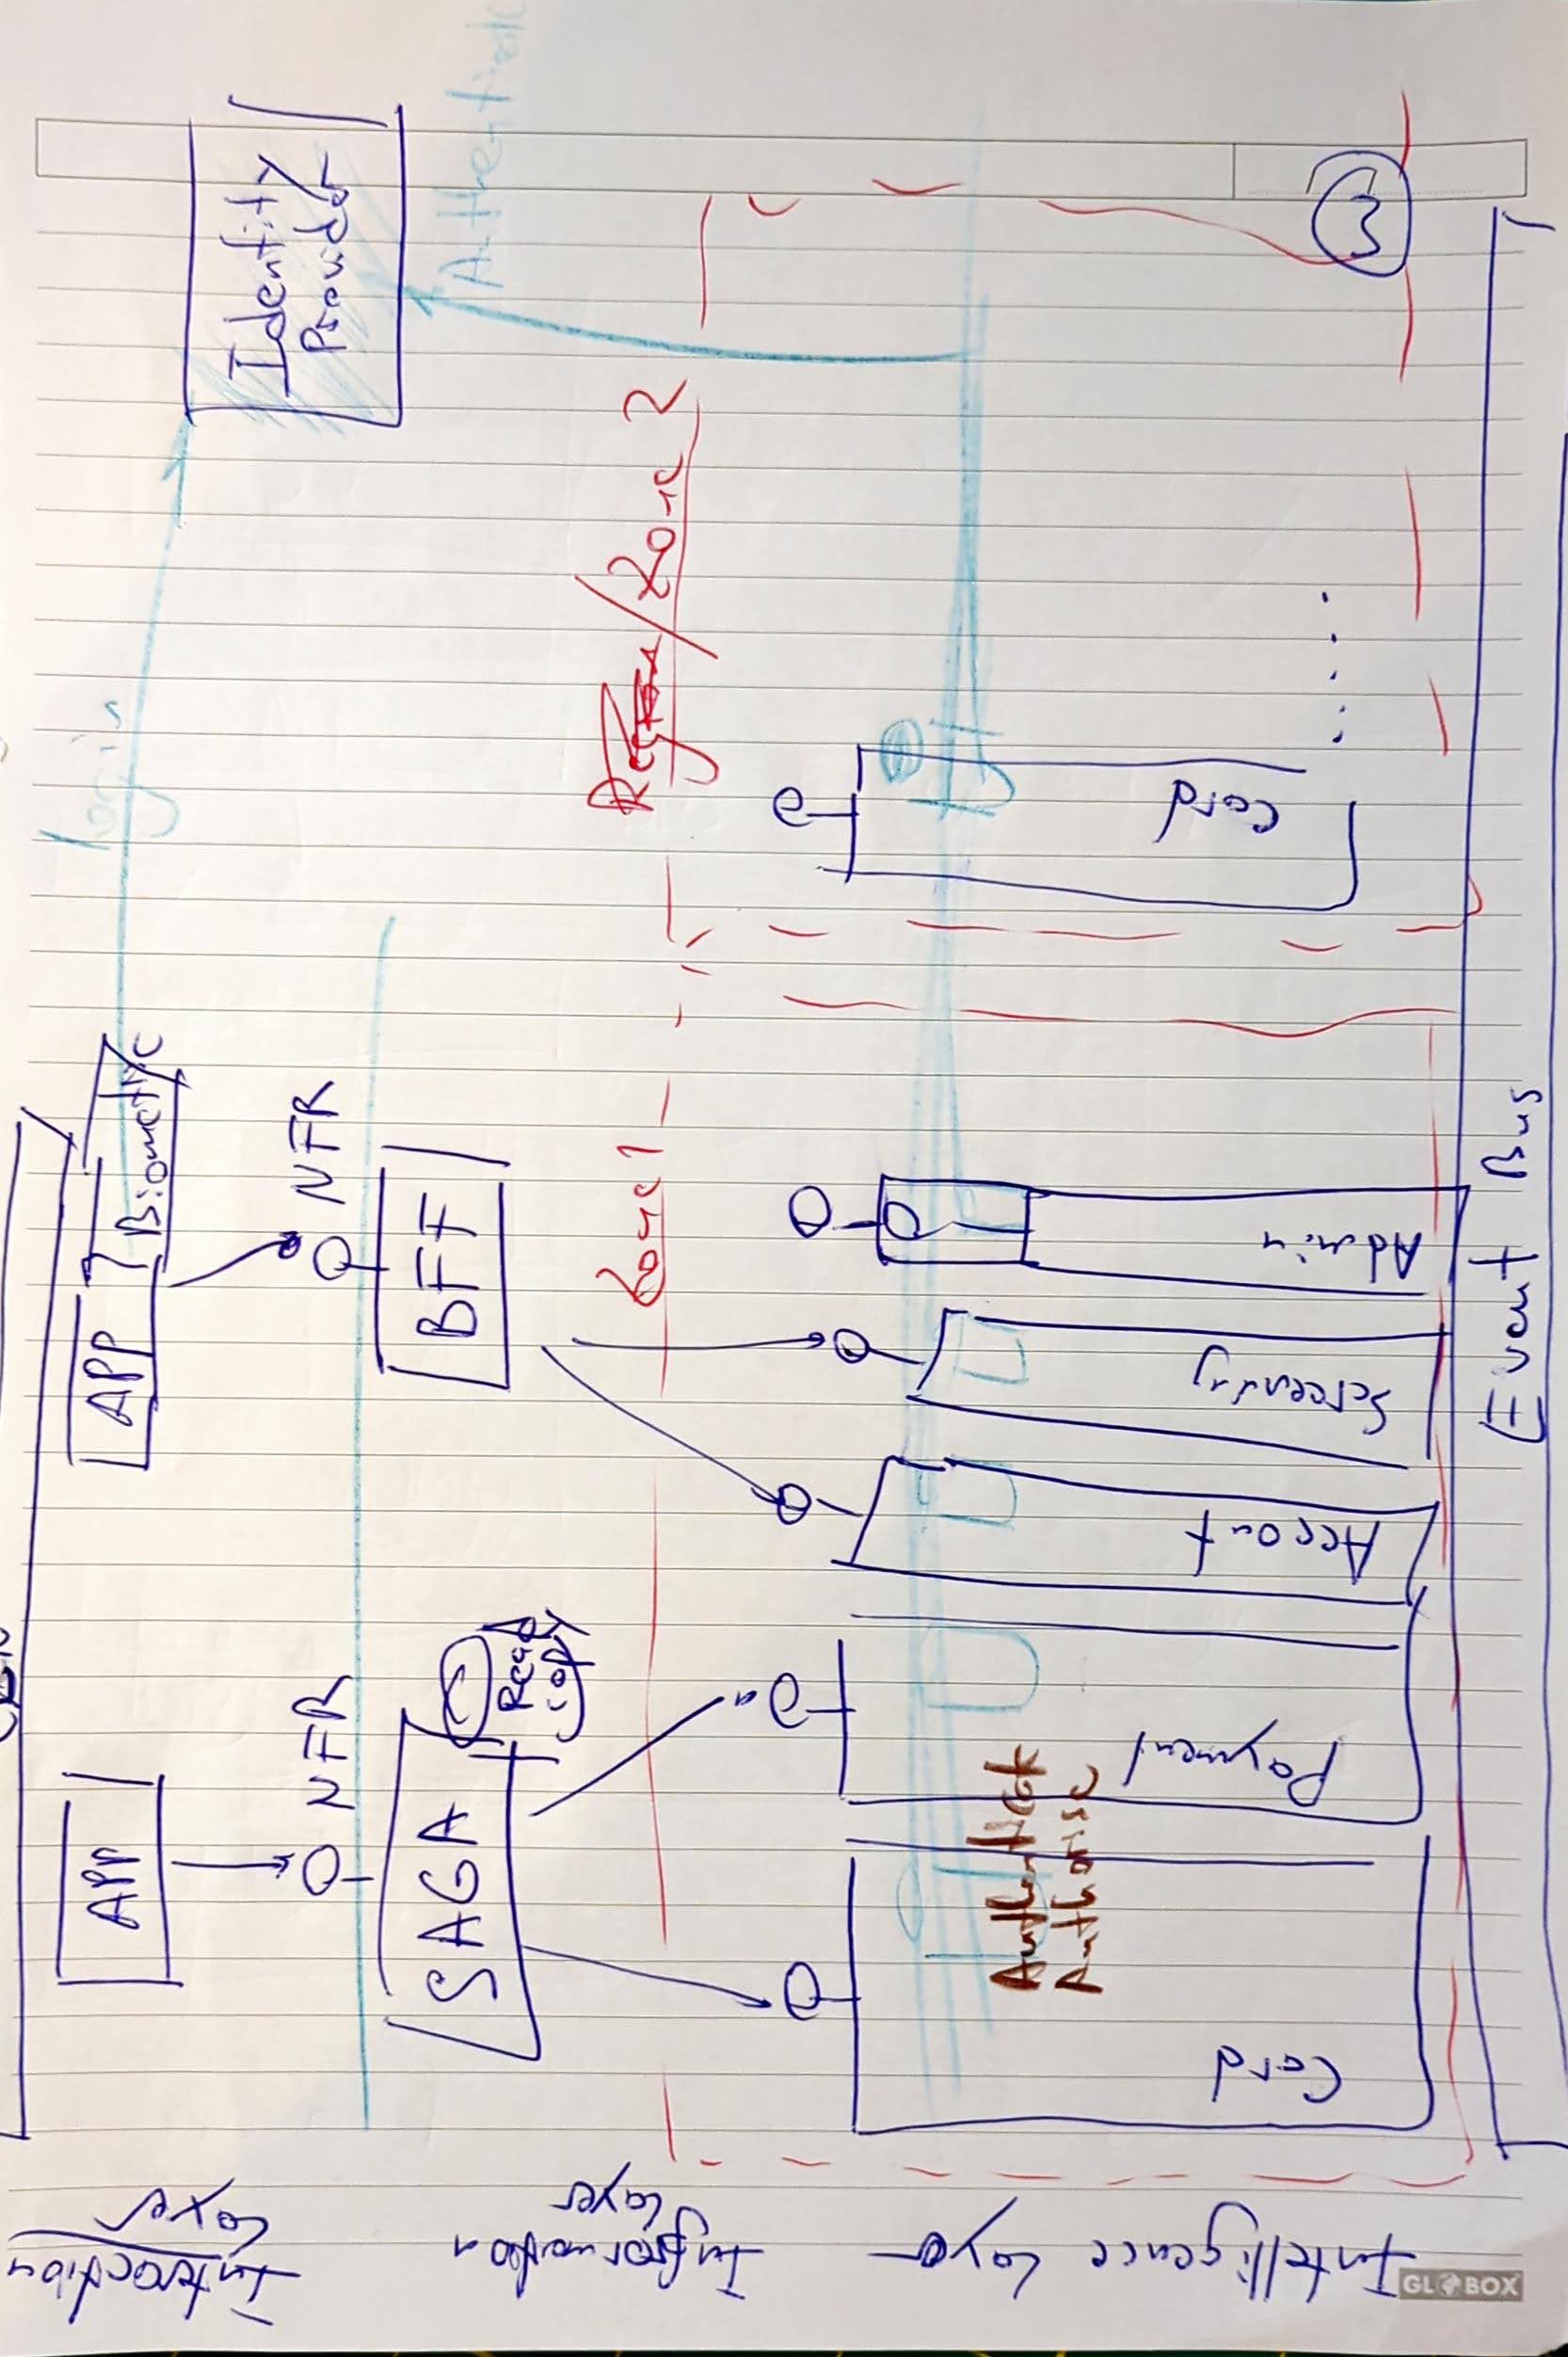 Interaction
Layer
APP
APP
Biometric
login
NFR
NFR
Identity
Provider
Information
Layer
SAGA
Read
copy
BFF
Authenticate
Zone 1
Region/Zone 2
Intelligence Layer
Authenticate
Authorise
Card
Payment
Account
Screening
Admin
Card
.....
Event Bus
GLOBOX